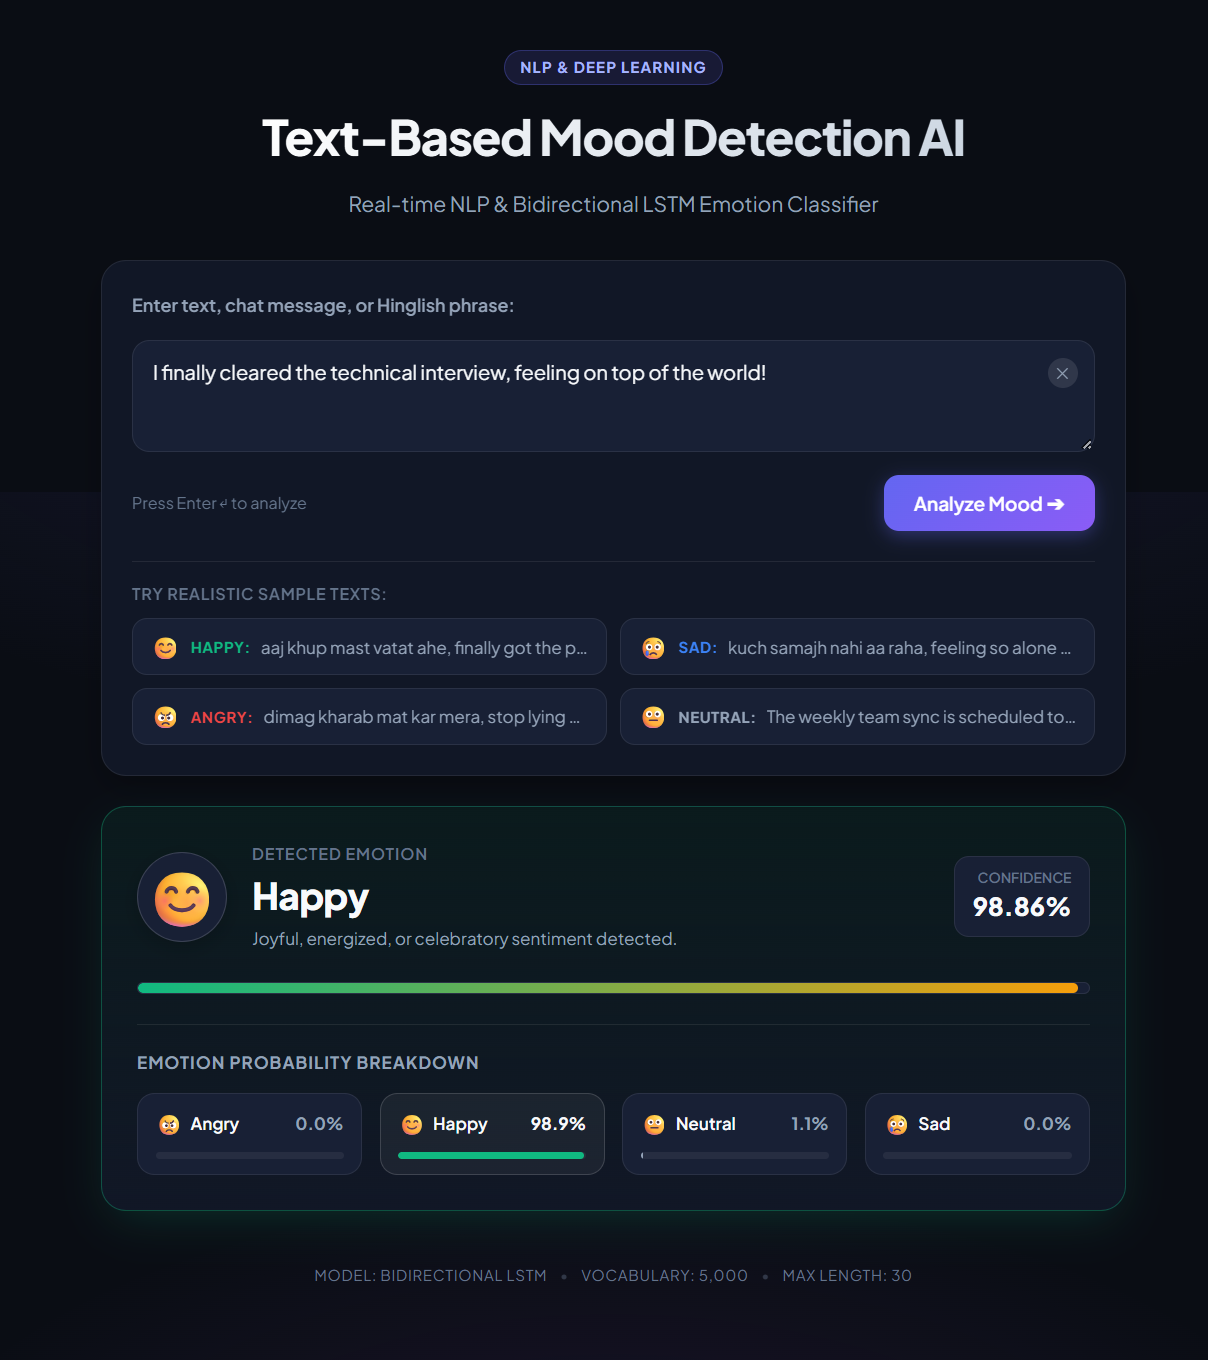 NLP & DEEP LEARNING
Text-Based Mood Detection AI
Real-time NLP & Bidirectional LSTM Emotion Classifier
Enter text, chat message, or Hinglish phrase:
I finally cleared the technical interview, feeling on top of the world!
Press Enter ↵ to analyze
Analyze Mood ➔
TRY REALISTIC SAMPLE TEXTS:
HAPPY: aaj khup mast vatat ahe, finally got the p...
SAD: kuch samajh nahi aa raha, feeling so alone ...
ANGRY: dimag kharab mat kar mera, stop lying ...
NEUTRAL: The weekly team sync is scheduled to...
DETECTED EMOTION
Happy
Joyful, energized, or celebratory sentiment detected.
CONFIDENCE
98.86%
EMOTION PROBABILITY BREAKDOWN
Angry 0.0%
Happy 98.9%
Neutral 1.1%
Sad 0.0%
MODEL: BIDIRECTIONAL LSTM • VOCABULARY: 5,000 • MAX LENGTH: 30